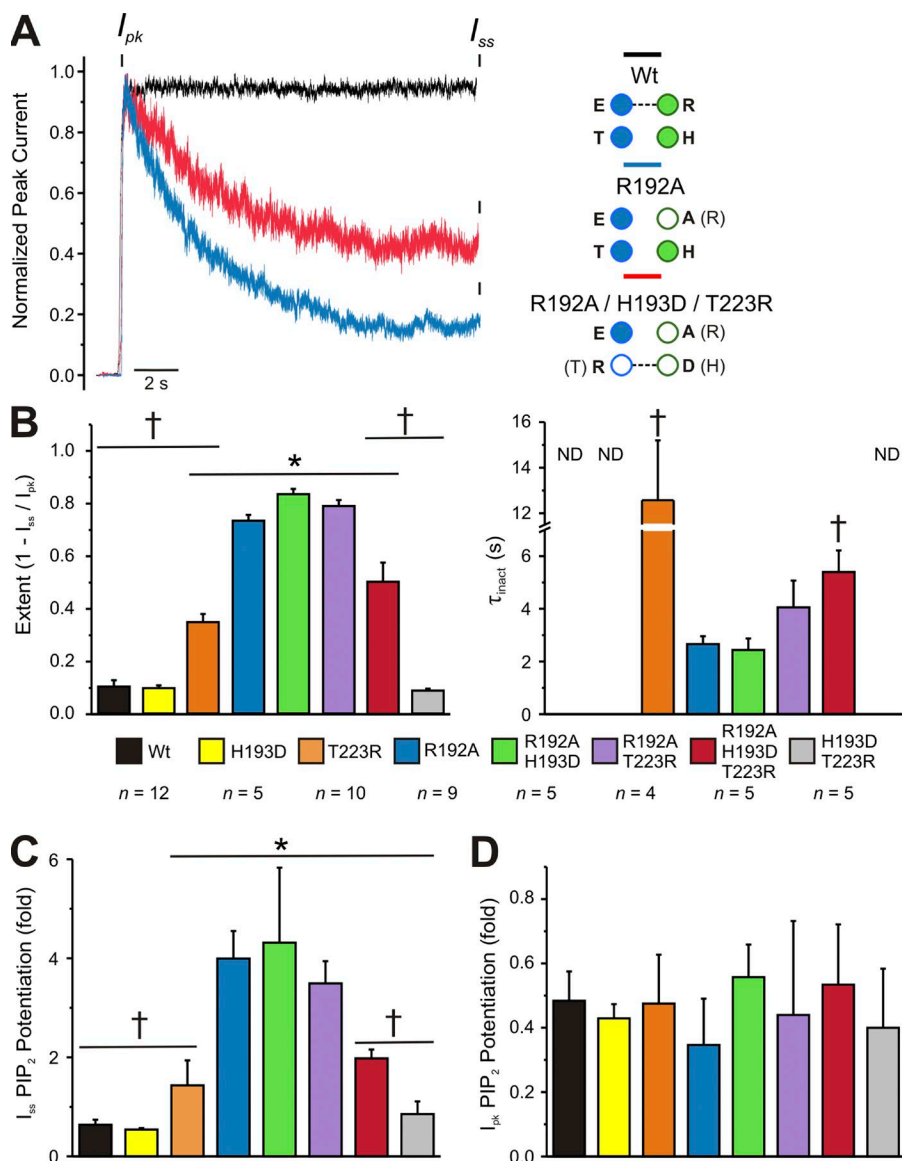 A
I_pk
I_ss
Normalized Peak Current
1.0
0.8
0.6
0.4
0.2
0.0
2 s
Wt
E R
T H
R192A
E A (R)
T H
R192A / H193D / T223R
E A (R)
(T) R D (H)
B
Extent (1 - I_ss / I_pk)
1.0
0.8
0.6
0.4
0.2
0.0
†
*
†
τ_inact (s)
16
14
12
6
4
2
0
ND
ND
†
†
ND
Wt
H193D
T223R
R192A
R192A
H193D
R192A
T223R
R192A
H193D
T223R
H193D
T223R
n = 12
n = 5
n = 10
n = 9
n = 5
n = 4
n = 5
n = 5
C
I_ss PIP_2 Potentiation (fold)
6
4
2
0
†
*
†
D
I_pk PIP_2 Potentiation (fold)
0.8
0.6
0.4
0.2
0.0